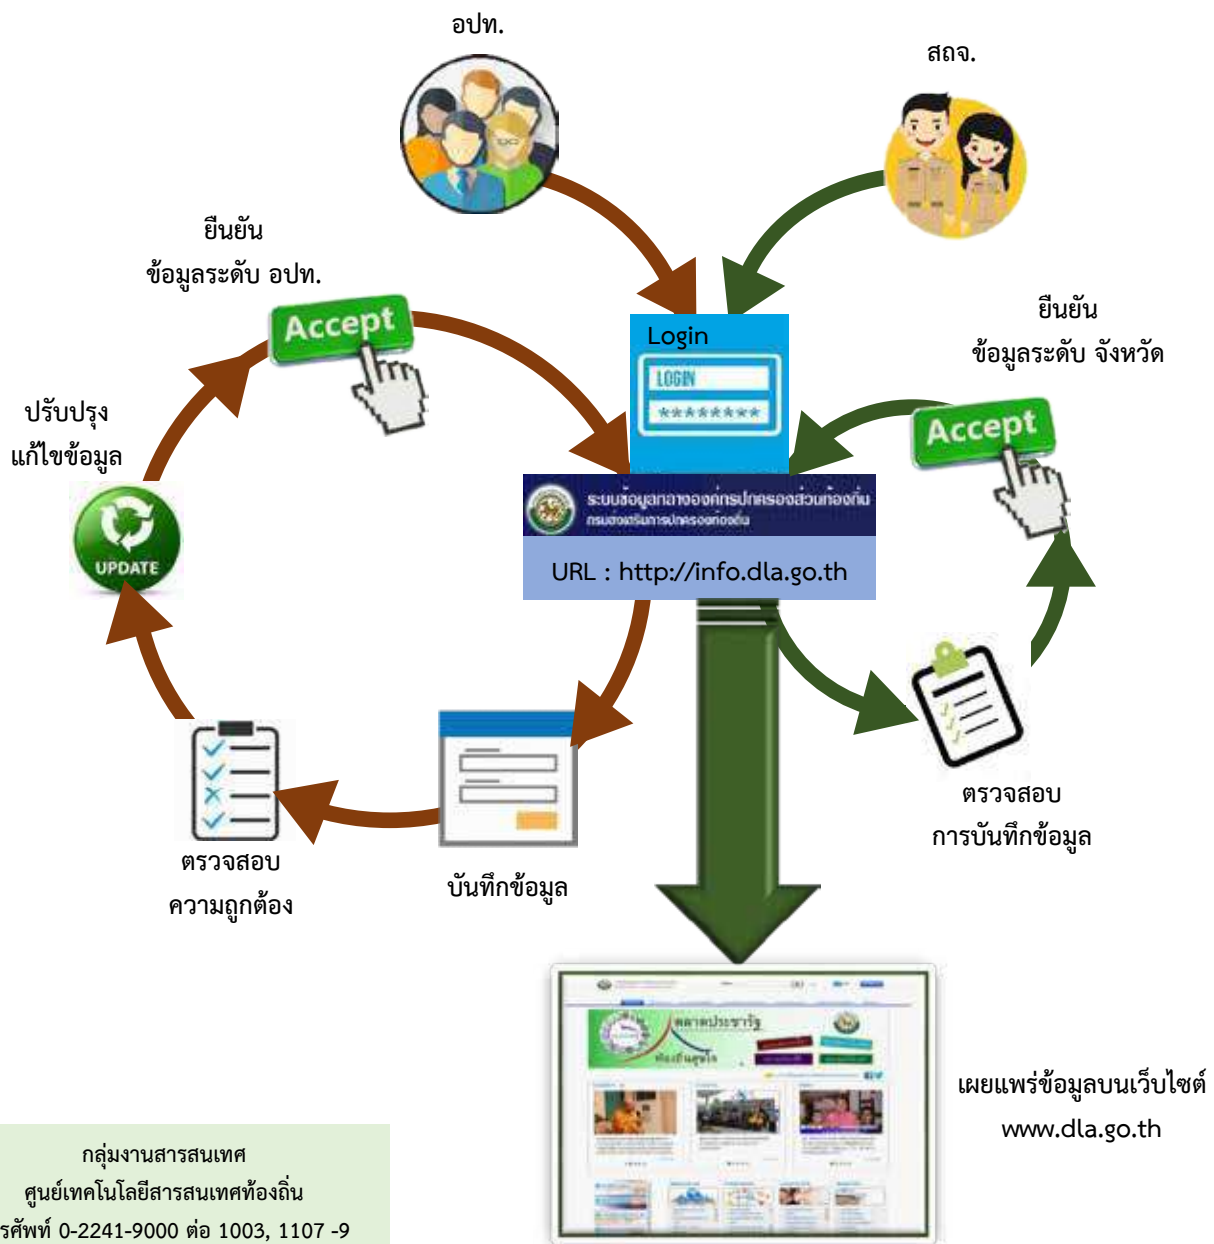 อปท.
สถจ.
ยืนยัน
ข้อมูลระดับ อปท.
Accept
Login
LOGIN
********
ยืนยัน
ข้อมูลระดับ จังหวัด
Accept
ปรับปรุง
แก้ไขข้อมูล
UPDATE
ระบบข้อมูลกลางองค์กรปกครองส่วนท้องถิ่น
กรมส่งเสริมการปกครองท้องถิ่น
URL : http://info.dla.go.th
ตรวจสอบ
การบันทึกข้อมูล
ตรวจสอบ
ความถูกต้อง
บันทึกข้อมูล
ตลาดประชารัฐ
ท้องถิ่นสุขใจ
เผยแพร่ข้อมูลบนเว็บไซต์
www.dla.go.th
กลุ่มงานสารสนเทศ
ศูนย์เทคโนโลยีสารสนเทศท้องถิ่น
รศัพท์ 0-2241-9000 ต่อ 1003, 1107 -9